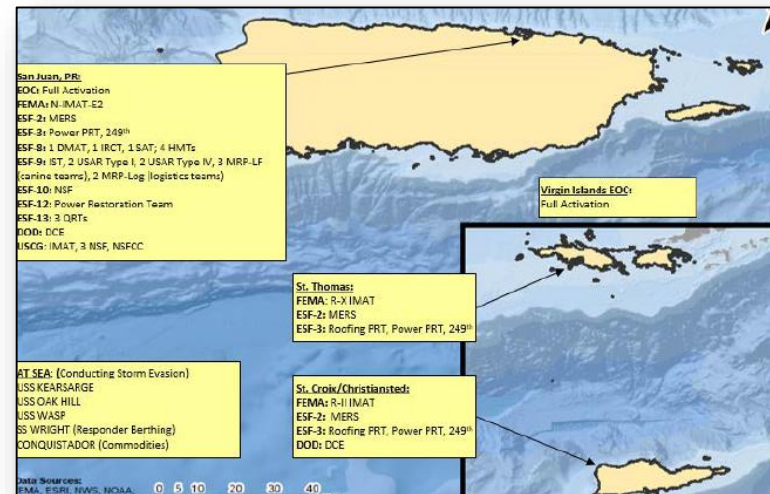 San Juan, PR:
EOC: Full Activation
FEMA: N-IMAT-E2
ESF-2: MERS
ESF-3: Power PRT, 249th
ESF-8: 1 DMAT, 1 IRCT, 1 SAT; 4 HMTs
ESF-9: IST, 2 USAR Type I, 2 USAR Type IV, 3 MRP-LF
(canine teams), 2 MRP-Log (logistics teams)
ESF-10: NSF
ESF-12: Power Restoration Team
ESF-13: 3 QRTs
DOD: DCE
USCG: IMAT, 3 NSF, NSFCC
Virgin Islands EOC:
Full Activation
St. Thomas:
FEMA: R-X IMAT
ESF-2: MERS
ESF-3: Roofing PRT, Power PRT, 249th
AT SEA: (Conducting Storm Evasion)
USS KEARSARGE
USS OAK HILL
USS WASP
SS WRIGHT (Responder Berthing)
CONQUISTADOR (Commodities)
St. Croix/Christiansted:
FEMA: R-II IMAT
ESF-2: MERS
ESF-3: Roofing PRT, Power PRT, 249th
DOD: DCE
Data Sources:
FEMA, ESRI, NWS, NOAA
0 5 10 20 30 40